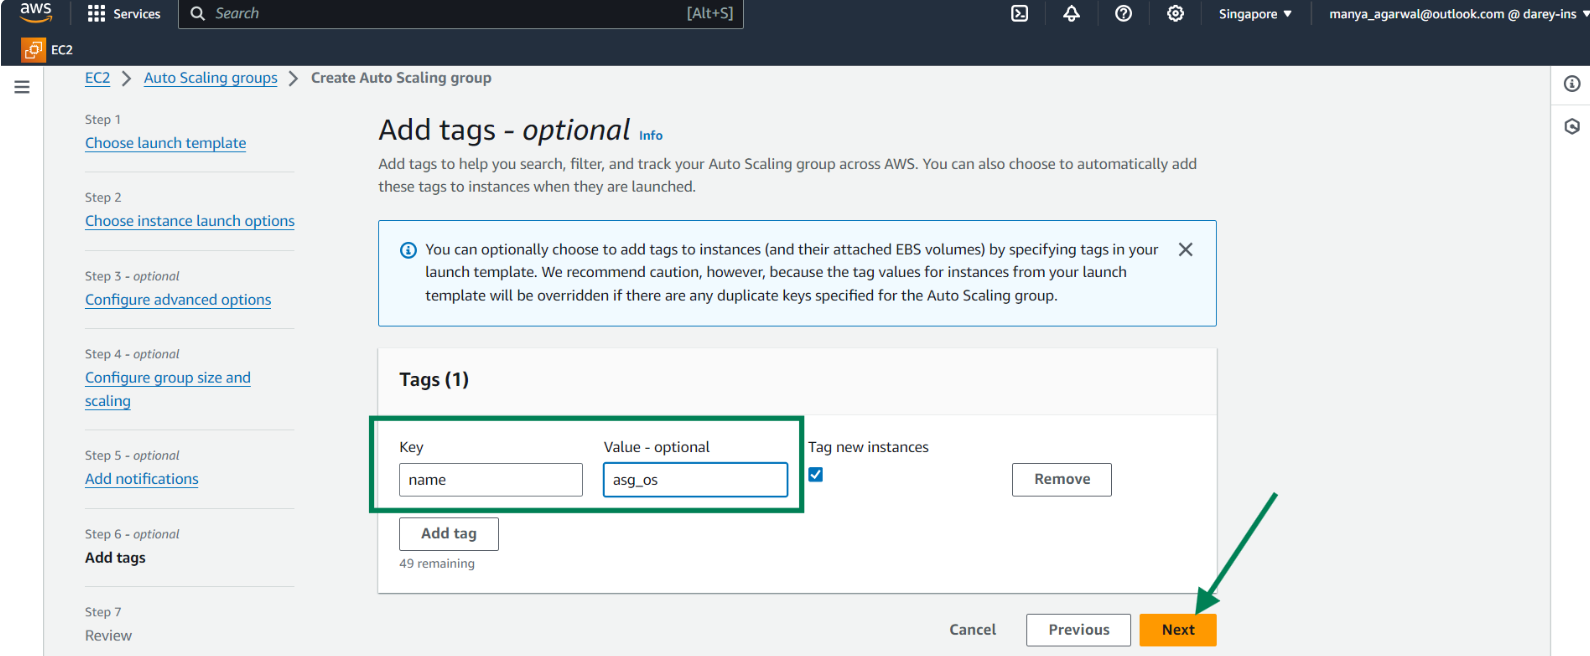 aws
Services
Search
[Alt+S]
Singapore
manya_agarwal@outlook.com @ darey-ins
EC2
EC2 > Auto Scaling groups > Create Auto Scaling group
Step 1
Choose launch template
Step 2
Choose instance launch options
Step 3 - optional
Configure advanced options
Step 4 - optional
Configure group size and
scaling
Step 5 - optional
Add notifications
Step 6 - optional
Add tags
Step 7
Review
Add tags - optional Info
Add tags to help you search, filter, and track your Auto Scaling group across AWS. You can also choose to automatically add
these tags to instances when they are launched.
You can optionally choose to add tags to instances (and their attached EBS volumes) by specifying tags in your
launch template. We recommend caution, however, because the tag values for instances from your launch
template will be overridden if there are any duplicate keys specified for the Auto Scaling group.
Tags (1)
Key
Value - optional
Tag new instances
name
asg_os
Remove
Add tag
49 remaining
Cancel
Previous
Next